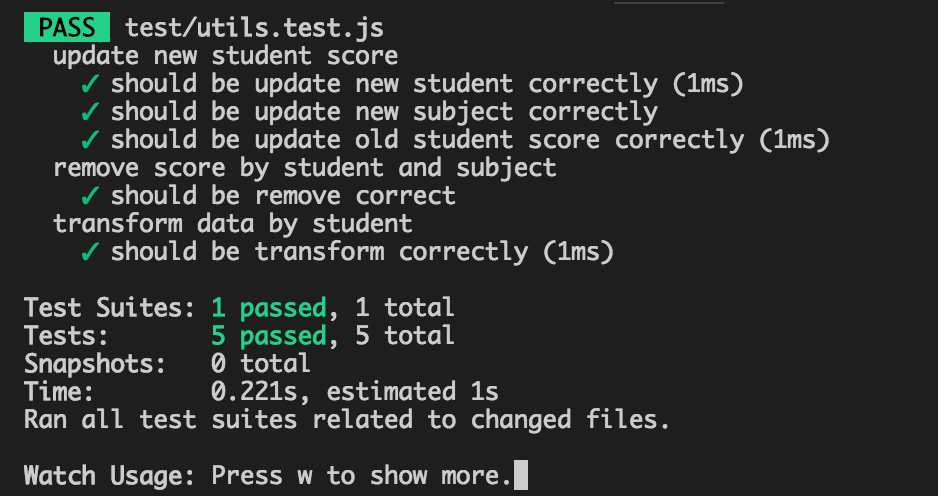 PASS test/utils.test.js
update new student score
✓ should be update new student correctly (1ms)
✓ should be update new subject correctly
✓ should be update old student score correctly (1ms)
remove score by student and subject
✓ should be remove correct
transform data by student
✓ should be transform correctly (1ms)
Test Suites: 1 passed, 1 total
Tests: 5 passed, 5 total
Snapshots: 0 total
Time: 0.221s, estimated 1s
Ran all test suites related to changed files.
Watch Usage: Press w to show more.